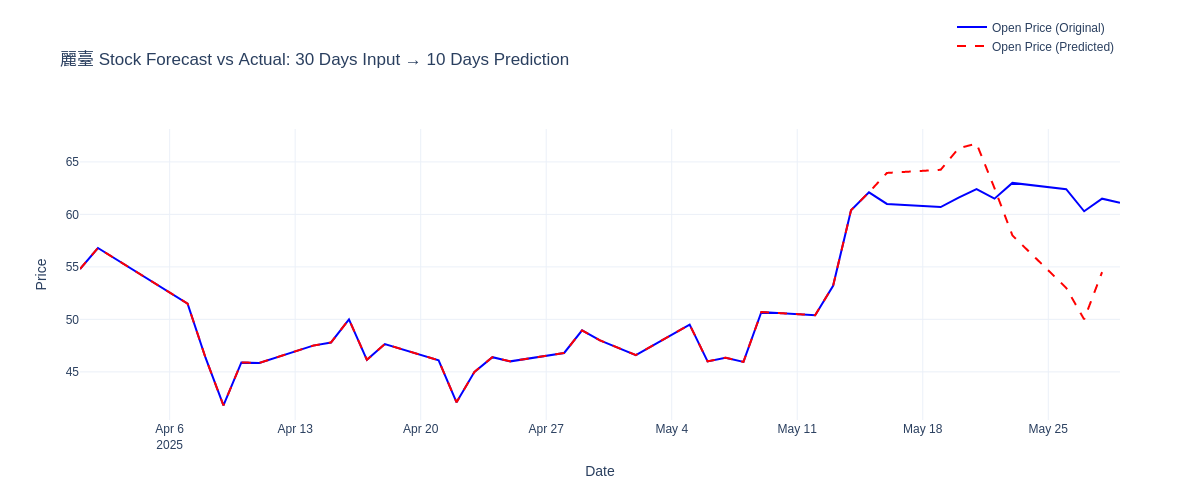 Open Price (Original)
Open Price (Predicted)
麗臺 Stock Forecast vs Actual: 30 Days Input → 10 Days Prediction
Price
65
60
55
50
45
Apr 6
2025
Apr 13
Apr 20
Apr 27
May 4
May 11
May 18
May 25
Date